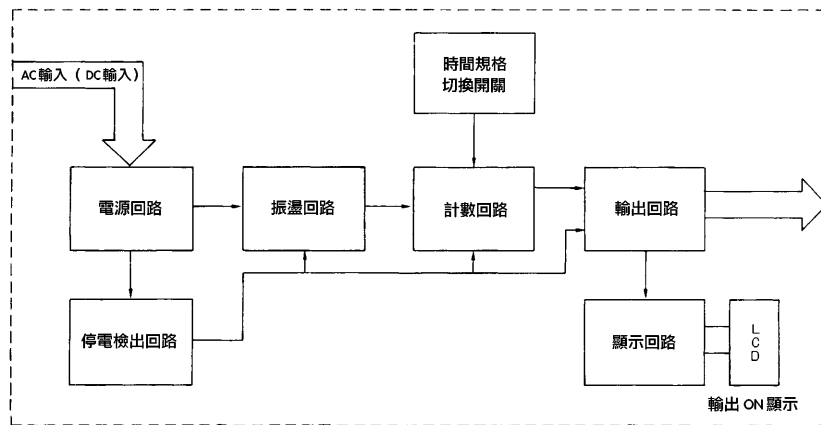 AC輸入（DC輸入）
時間規格
切換開關
電源回路
振盪回路
計數回路
輸出回路
停電檢出回路
顯示回路
LCD
輸出 ON 顯示